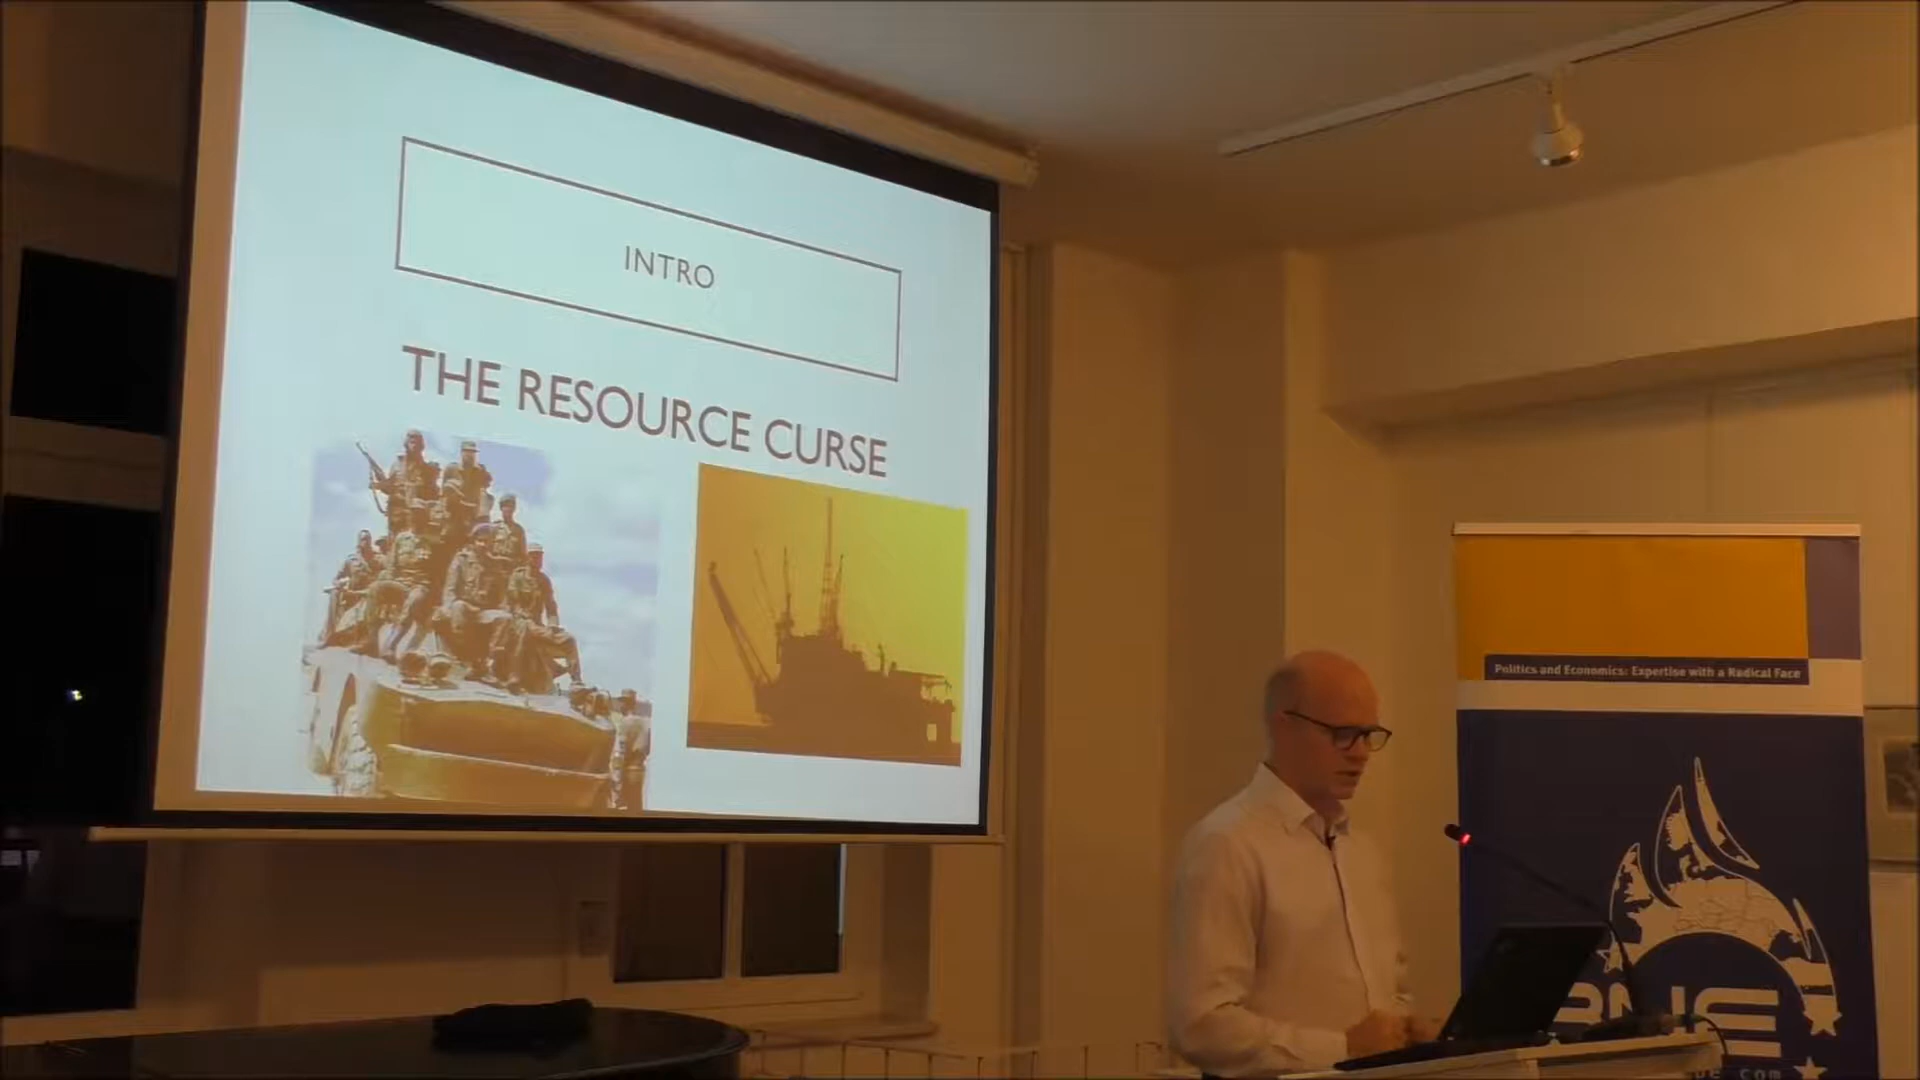 INTRO
THE RESOURCE CURSE
Politics and Economics: Expertise with a Radical Face